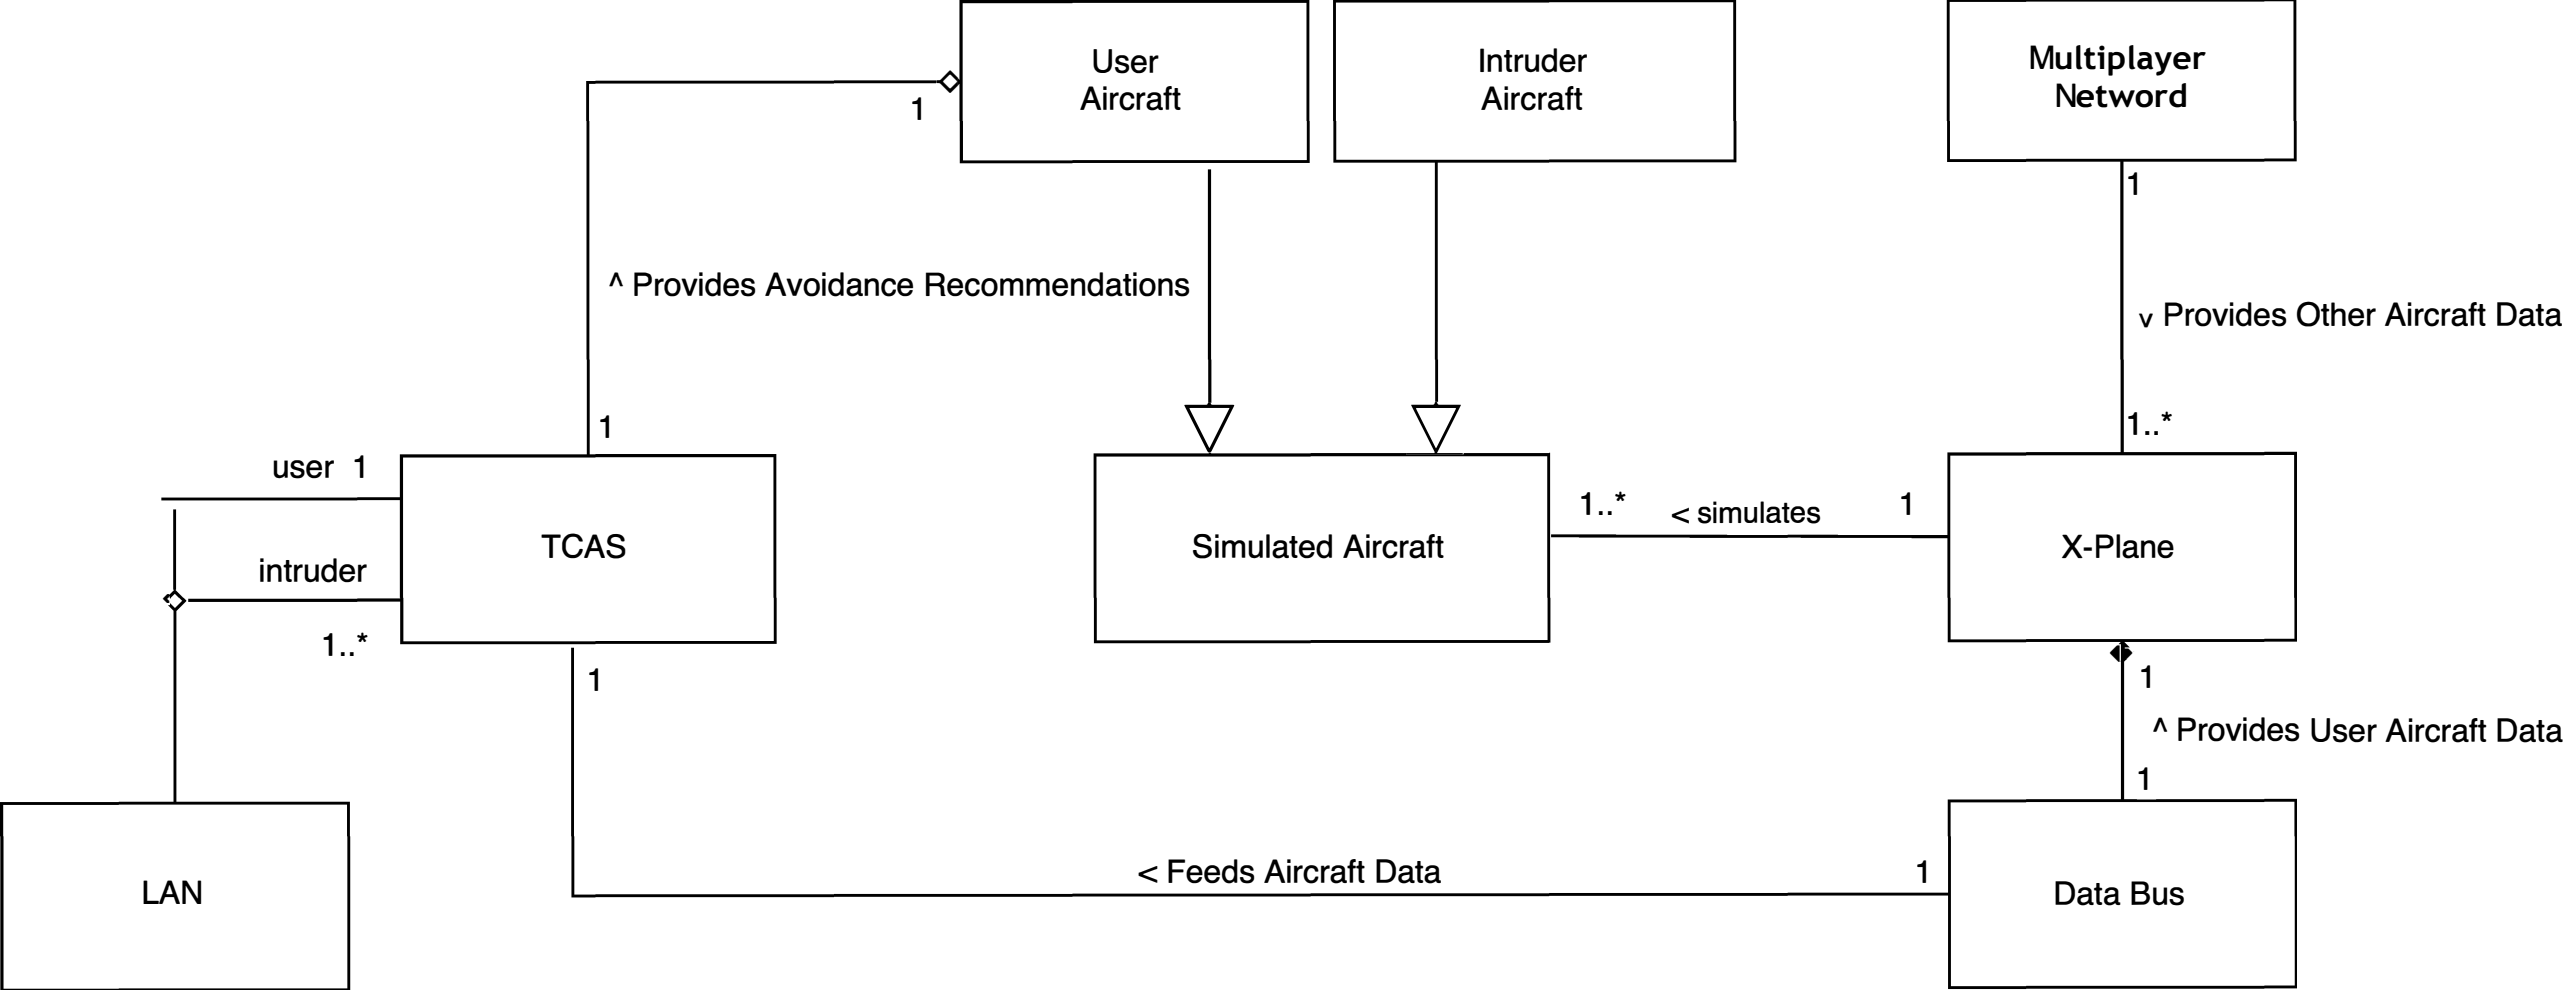 User
Aircraft
Intruder
Aircraft
Multiplayer
Netword
1
1
^ Provides Avoidance Recommendations
v Provides Other Aircraft Data
1
1..*
user 1
TCAS
intruder
1..*
Simulated Aircraft
1..*
< simulates
1
X-Plane
1
1
^ Provides User Aircraft Data
1
LAN
< Feeds Aircraft Data
1
Data Bus